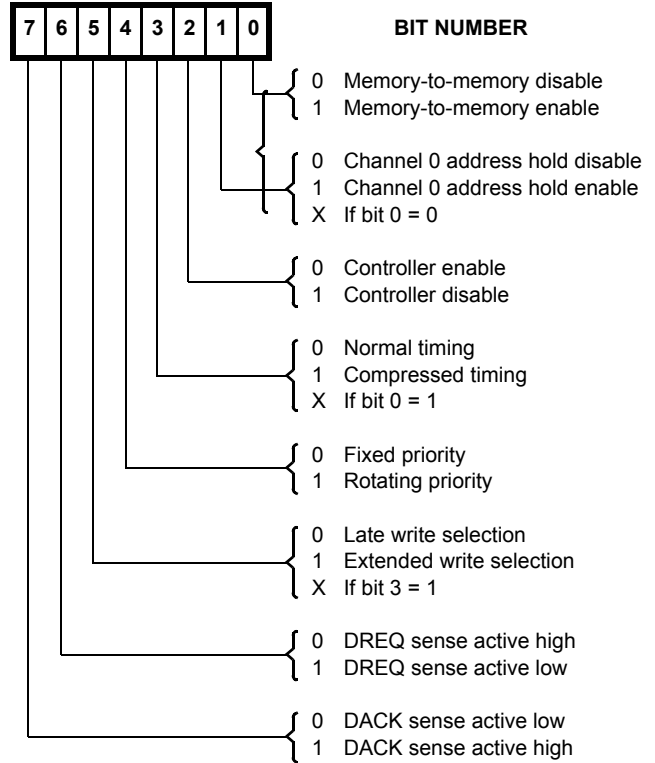 7 6 5 4 3 2 1 0 BIT NUMBER
0 Memory-to-memory disable
1 Memory-to-memory enable
0 Channel 0 address hold disable
1 Channel 0 address hold enable
X If bit 0 = 0
0 Controller enable
1 Controller disable
0 Normal timing
1 Compressed timing
X If bit 0 = 1
0 Fixed priority
1 Rotating priority
0 Late write selection
1 Extended write selection
X If bit 3 = 1
0 DREQ sense active high
1 DREQ sense active low
0 DACK sense active low
1 DACK sense active high